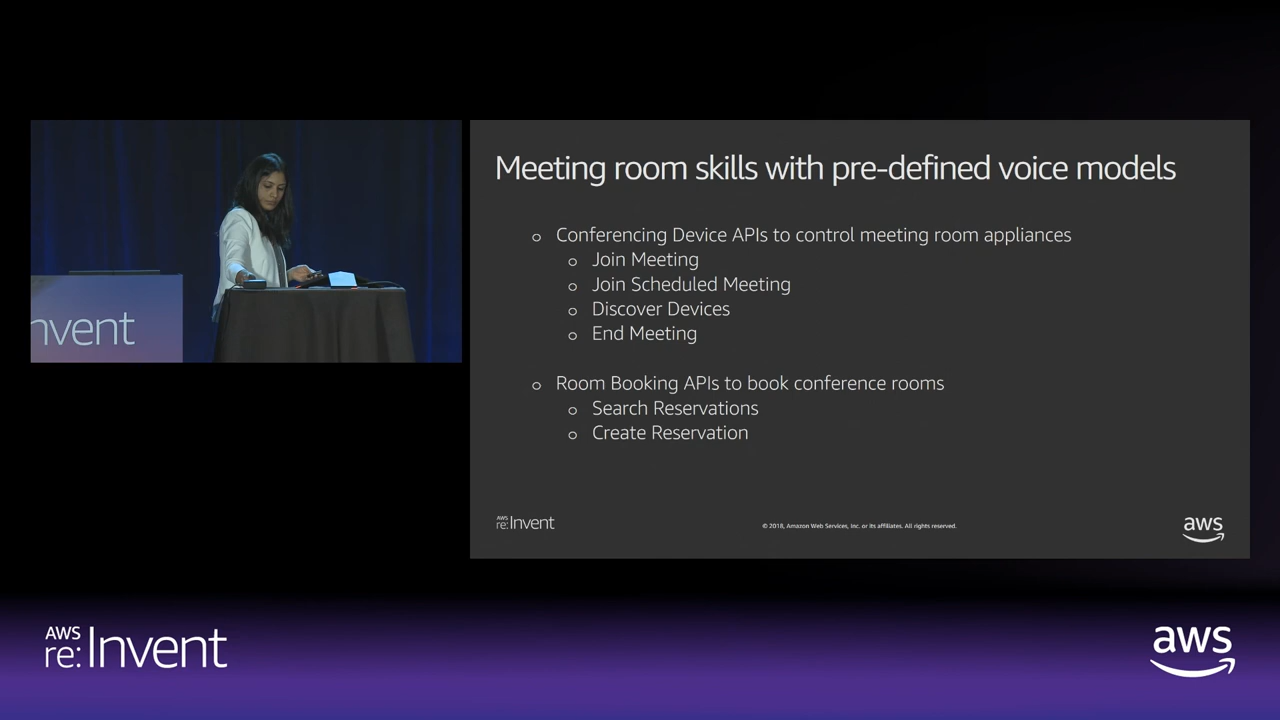 Meeting room skills with pre-defined voice models
o Conferencing Device APIs to control meeting room appliances
o Join Meeting
o Join Scheduled Meeting
o Discover Devices
o End Meeting
o Room Booking APIs to book conference rooms
o Search Reservations
o Create Reservation
nvent
AWS
re:Invent
© 2018, Amazon Web Services, Inc. or its affiliates. All rights reserved.
aws
AWS
re:Invent
aws